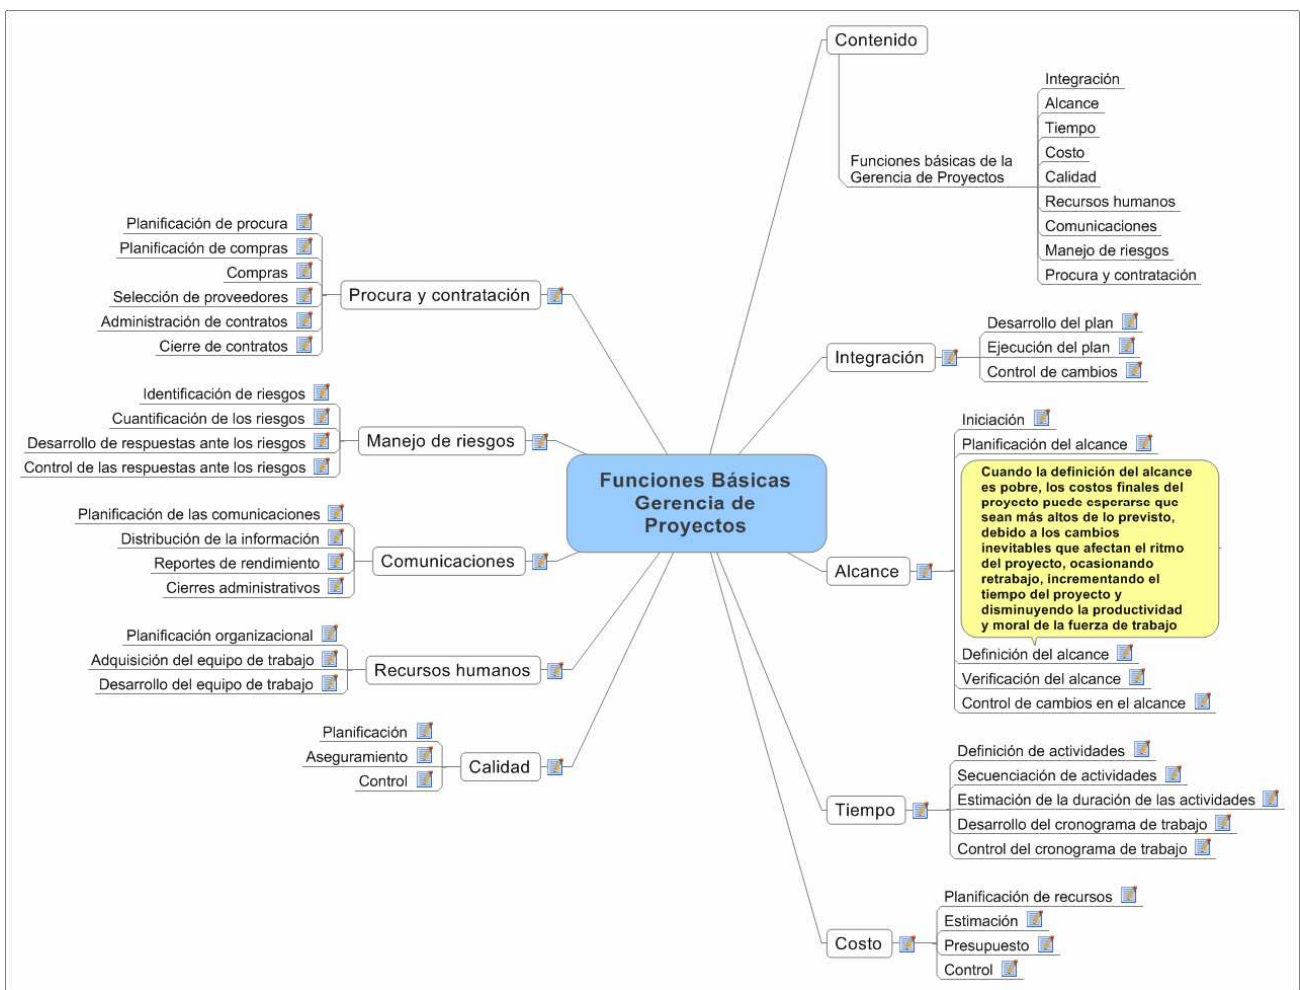 Contenido
Funciones básicas de la
Gerencia de Proyectos
Integración
Alcance
Tiempo
Costo
Calidad
Recursos humanos
Comunicaciones
Manejo de riesgos
Procura y contratación
Integración
Desarrollo del plan
Ejecución del plan
Control de cambios
Alcance
Iniciación
Planificación del alcance
Cuando la definición del alcance
es pobre, los costos finales del
proyecto puede esperarse que
sean más altos de lo previsto,
debido a los cambios
inevitables que afectan el ritmo
del proyecto, ocasionando
retrabajo, incrementando el
tiempo del proyecto y
disminuyendo la productividad
y moral de la fuerza de trabajo
Definición del alcance
Verificación del alcance
Control de cambios en el alcance
Tiempo
Definición de actividades
Secuenciación de actividades
Estimación de la duración de las actividades
Desarrollo del cronograma de trabajo
Control del cronograma de trabajo
Costo
Planificación de recursos
Estimación
Presupuesto
Control
Funciones Básicas
Gerencia de
Proyectos
Procura y contratación
Planificación de procura
Planificación de compras
Compras
Selección de proveedores
Administración de contratos
Cierre de contratos
Manejo de riesgos
Identificación de riesgos
Cuantificación de los riesgos
Desarrollo de respuestas ante los riesgos
Control de las respuestas ante los riesgos
Comunicaciones
Planificación de las comunicaciones
Distribución de la información
Reportes de rendimiento
Cierres administrativos
Recursos humanos
Planificación organizacional
Adquisición del equipo de trabajo
Desarrollo del equipo de trabajo
Calidad
Planificación
Aseguramiento
Control